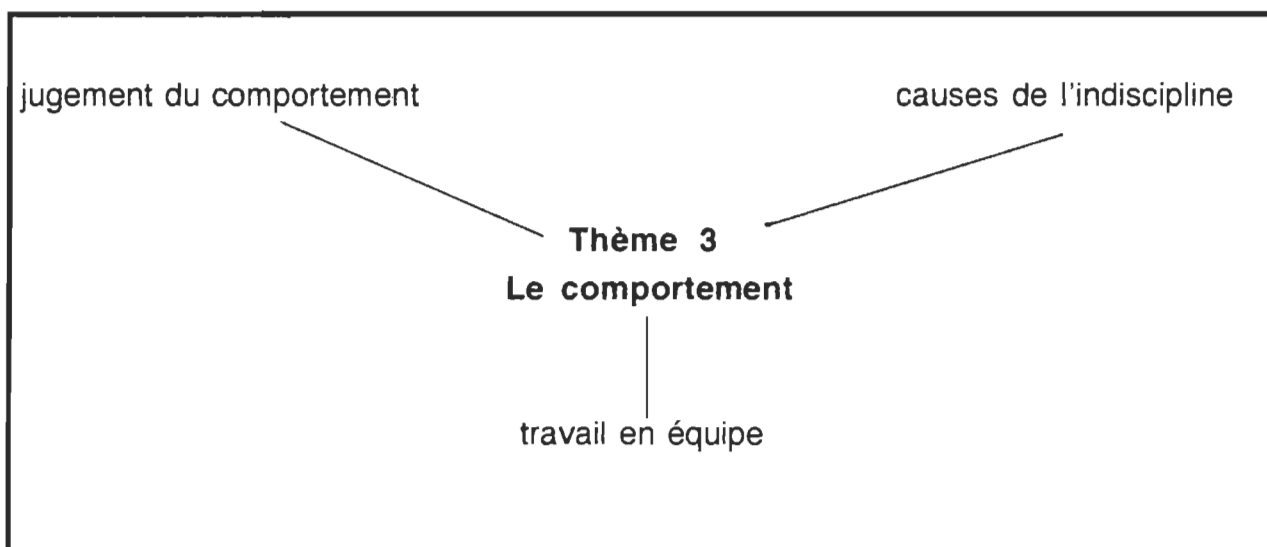 jugement du comportement
causes de l'indiscipline
Thème 3
Le comportement
travail en équipe